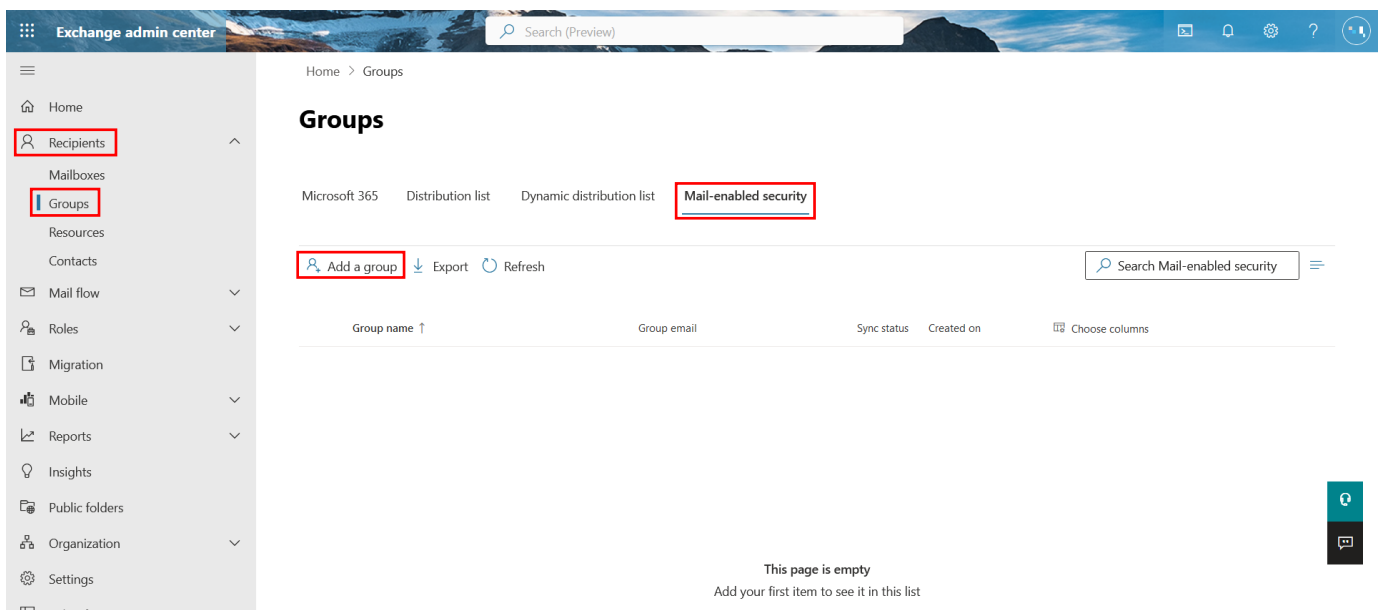 Exchange admin center
Search (Preview)
Home > Groups
Home
Recipients
Mailboxes
Groups
Resources
Contacts
Mail flow
Roles
Migration
Mobile
Reports
Insights
Public folders
Organization
Settings
Groups
Microsoft 365 Distribution list Dynamic distribution list Mail-enabled security
Add a group Export Refresh Search Mail-enabled security
Group name ↑ Group email Sync status Created on Choose columns
This page is empty
Add your first item to see it in this list